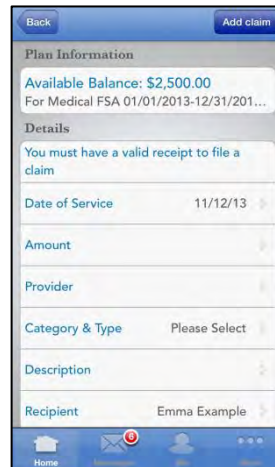 Back Add claim
Plan Information
Available Balance: $2,500.00
For Medical FSA 01/01/2013-12/31/201...
Details
You must have a valid receipt to file a
claim
Date of Service 11/12/13
Amount
Provider
Category & Type Please Select
Description
Recipient Emma Example
6
Home